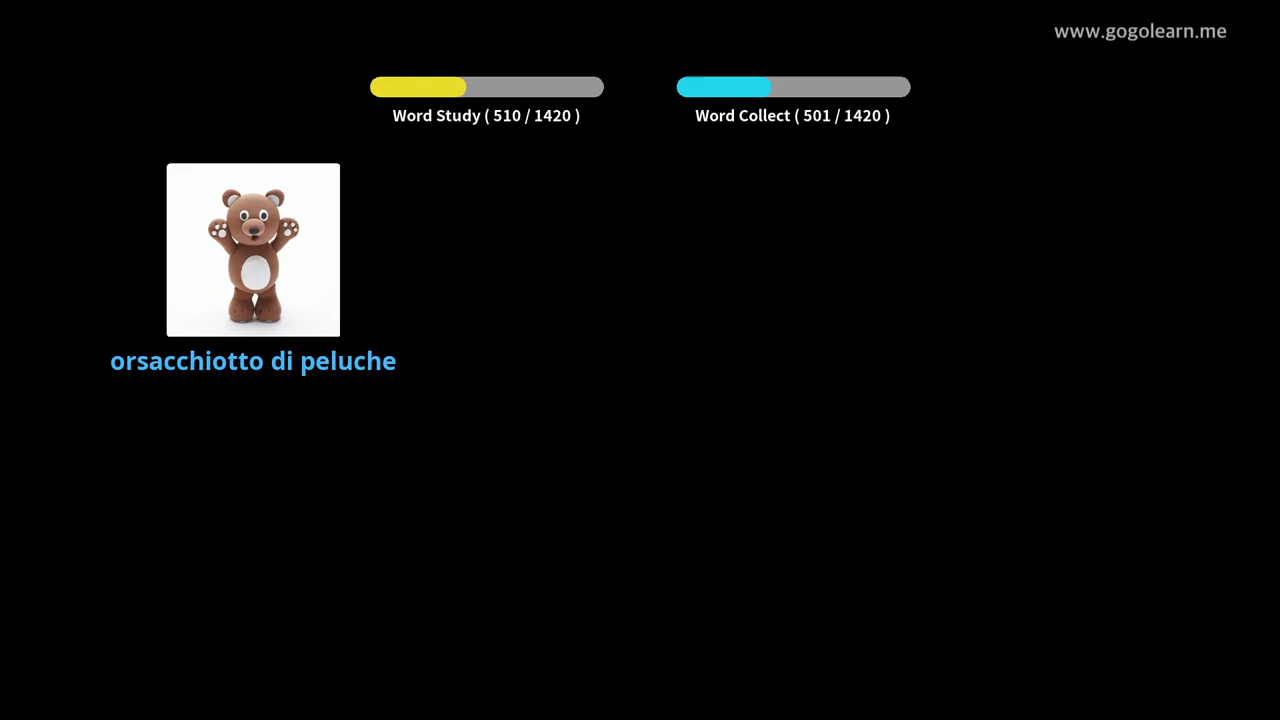 www.gogolearn.me
Word Study ( 510 / 1420 )
Word Collect ( 501 / 1420 )
orsacchiotto di peluche